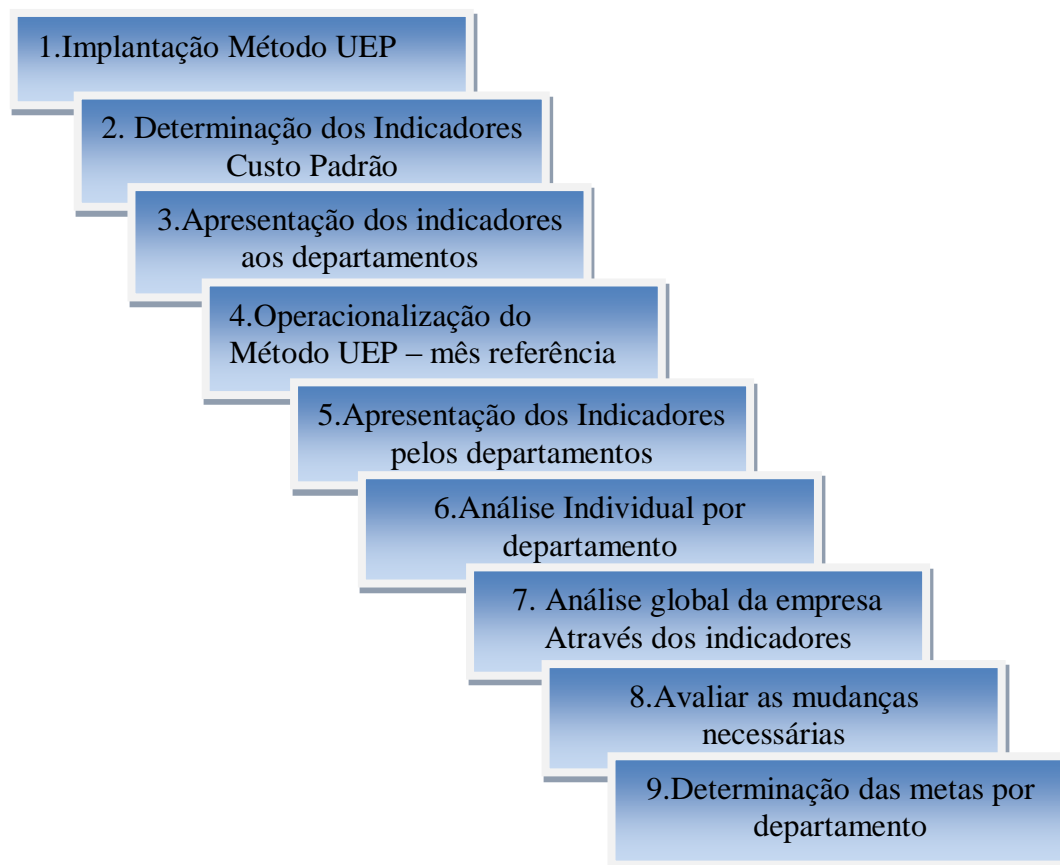 1.Implantação Método UEP
2. Determinação dos Indicadores
Custo Padrão
3.Apresentação dos indicadores
aos departamentos
4.Operacionalização do
Método UEP – mês referência
5.Apresentação dos Indicadores
pelos departamentos
6.Análise Individual por
departamento
7. Análise global da empresa
Através dos indicadores
8.Avaliar as mudanças
necessárias
9.Determinação das metas por
departamento